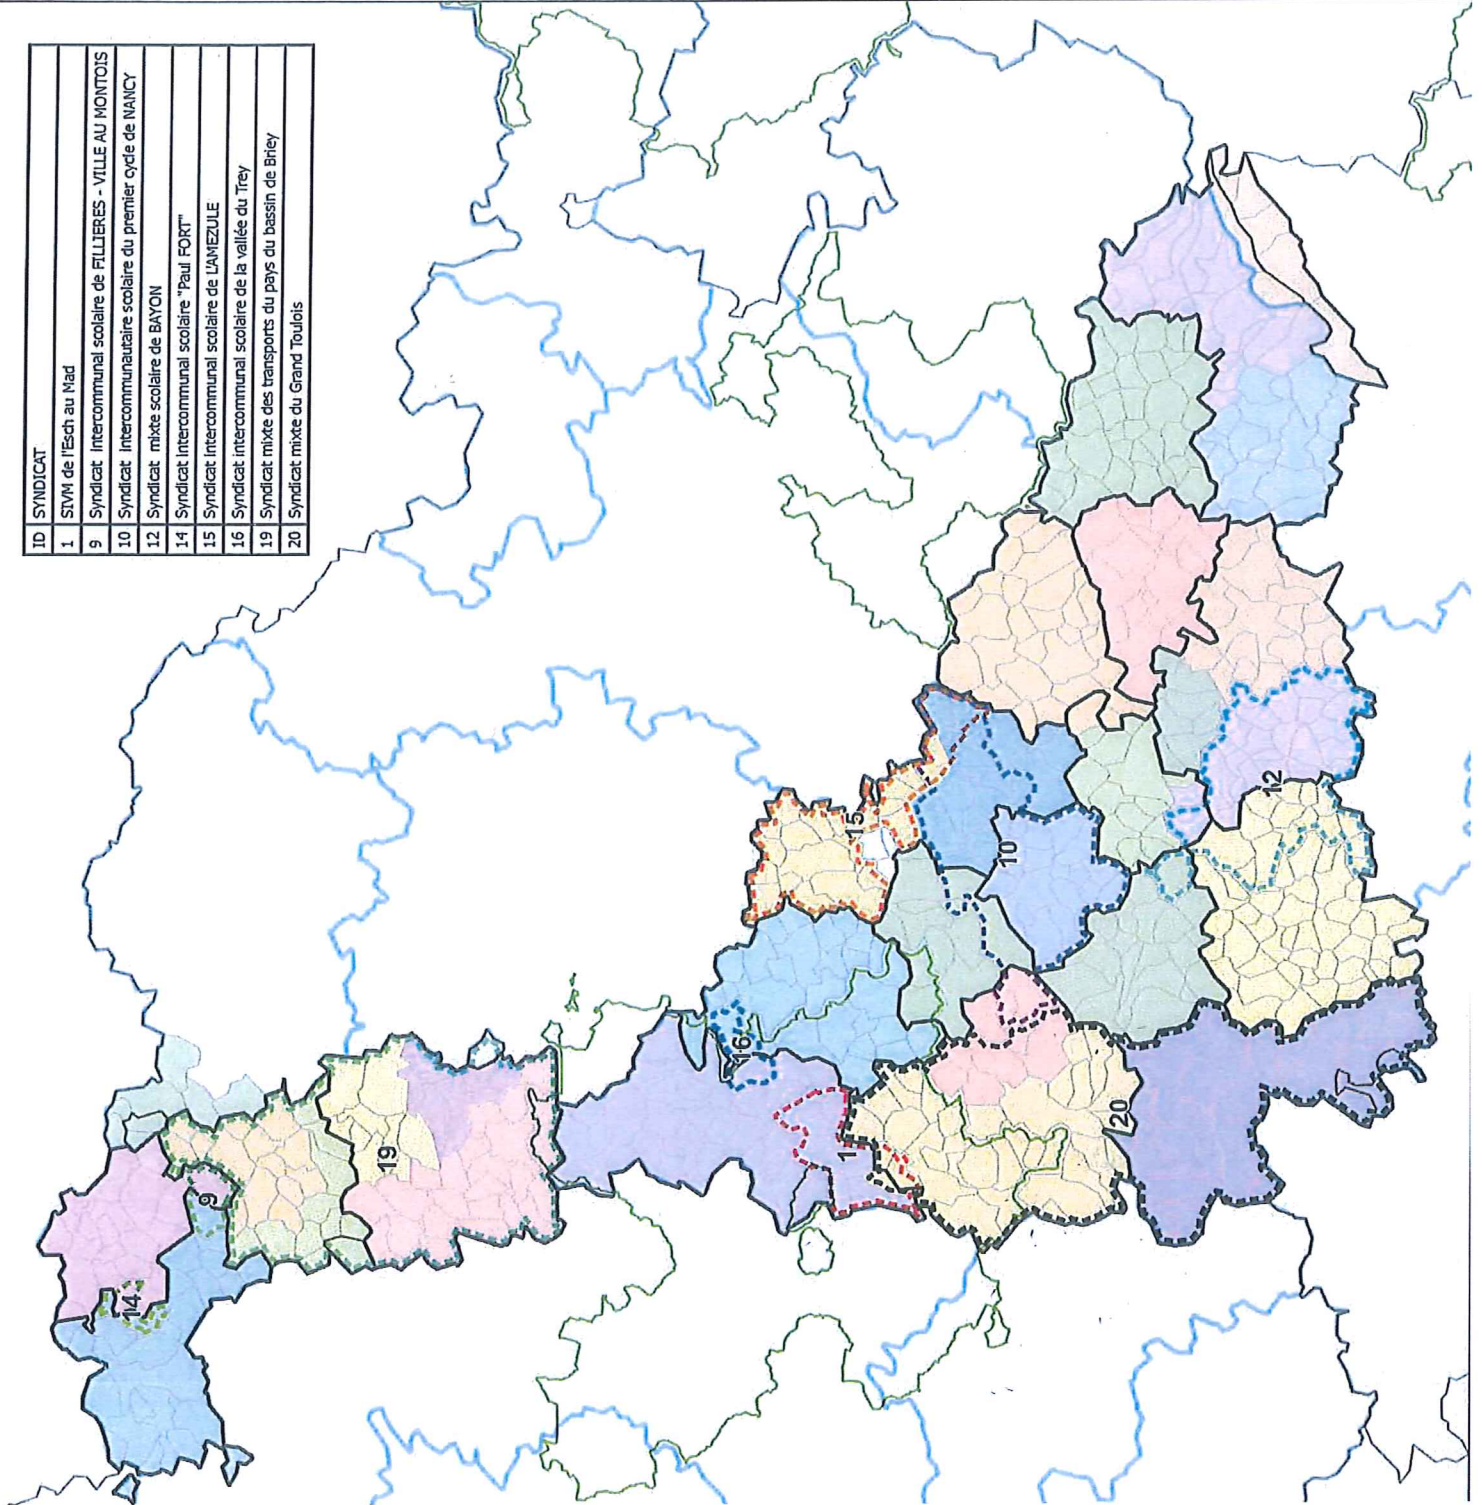 ID SYNDICAT
1 SIVM de l'Esch au Mad
9 Syndicat intercommunal scolaire de FILLIERES - VILLE AU MONTOIS
10 Syndicat intercommunautaire scolaire du premier cycle de NANCY
12 Syndicat mixte scolaire de BAYON
14 Syndicat intercommunal scolaire "Paul FORT"
15 Syndicat intercommunal scolaire de L'AMEZULE
16 Syndicat intercommunal scolaire de la vallée du Trey
19 Syndicat mixte des transports du pays du bassin de Briey
20 Syndicat mixte du Grand Toulois
14
9
19
16
15
1
10
20
12